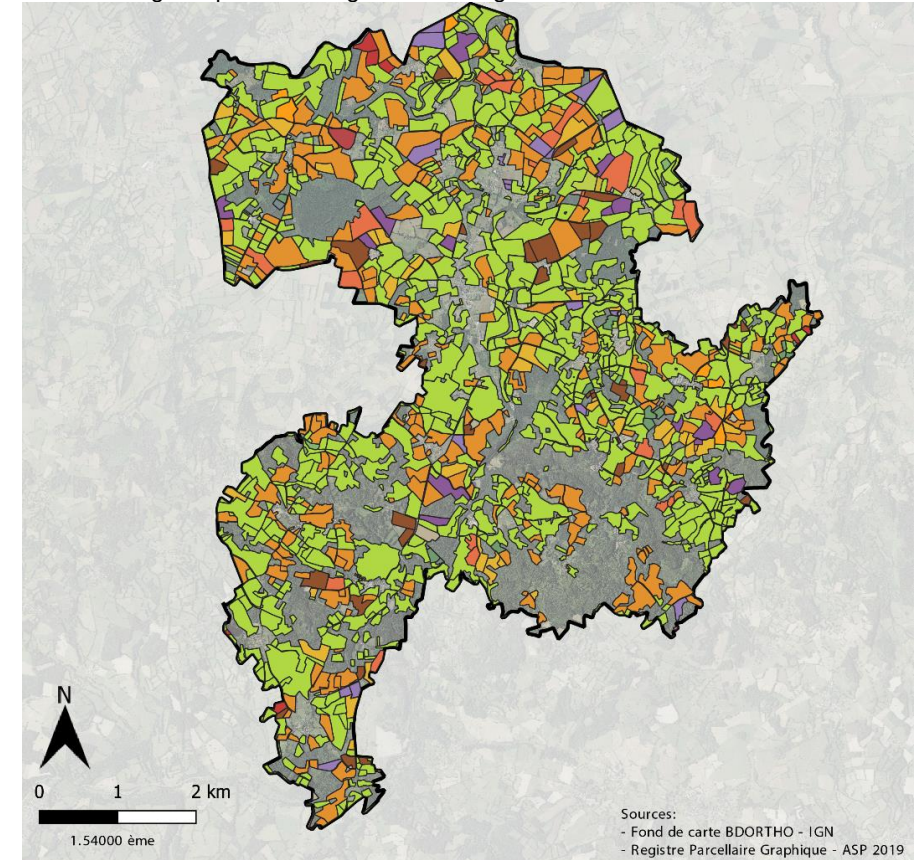 N
0 1 2 km
1.54000 ème
Sources:
- Fond de carte BDORTHO - IGN
- Registre Parcellaire Graphique - ASP 2019